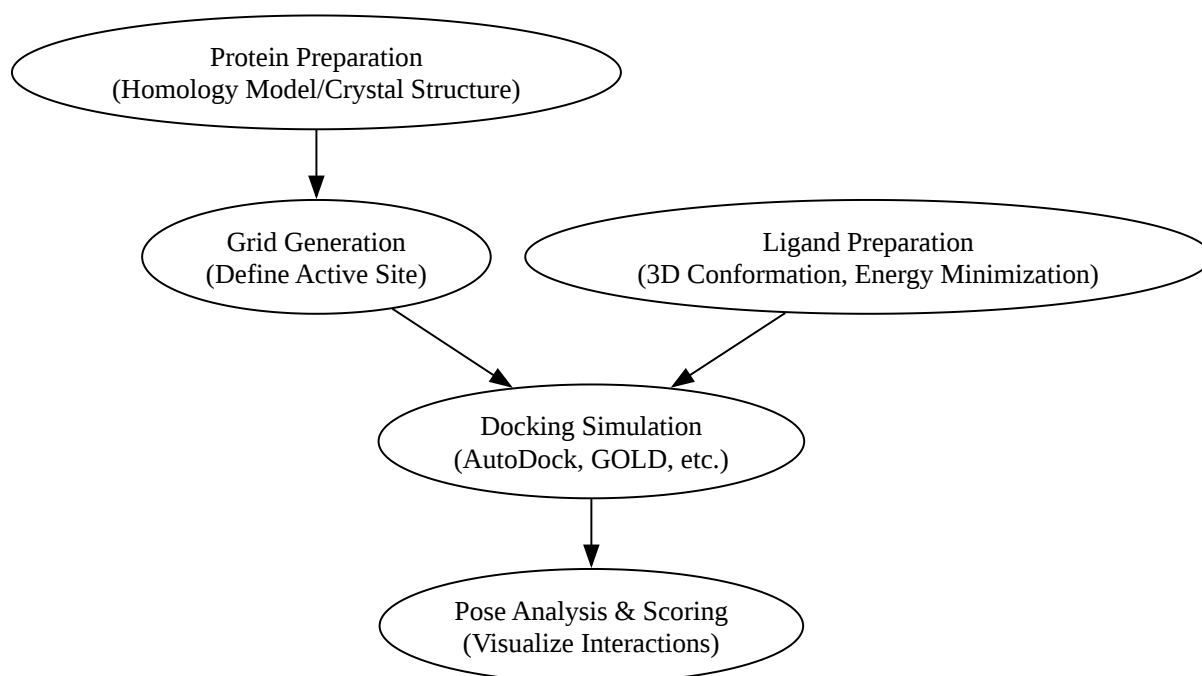 Protein Preparation
(Homology Model/Crystal Structure)
Grid Generation
(Define Active Site)
Ligand Preparation
(3D Conformation, Energy Minimization)
Docking Simulation
(AutoDock, GOLD, etc.)
Pose Analysis & Scoring
(Visualize Interactions)